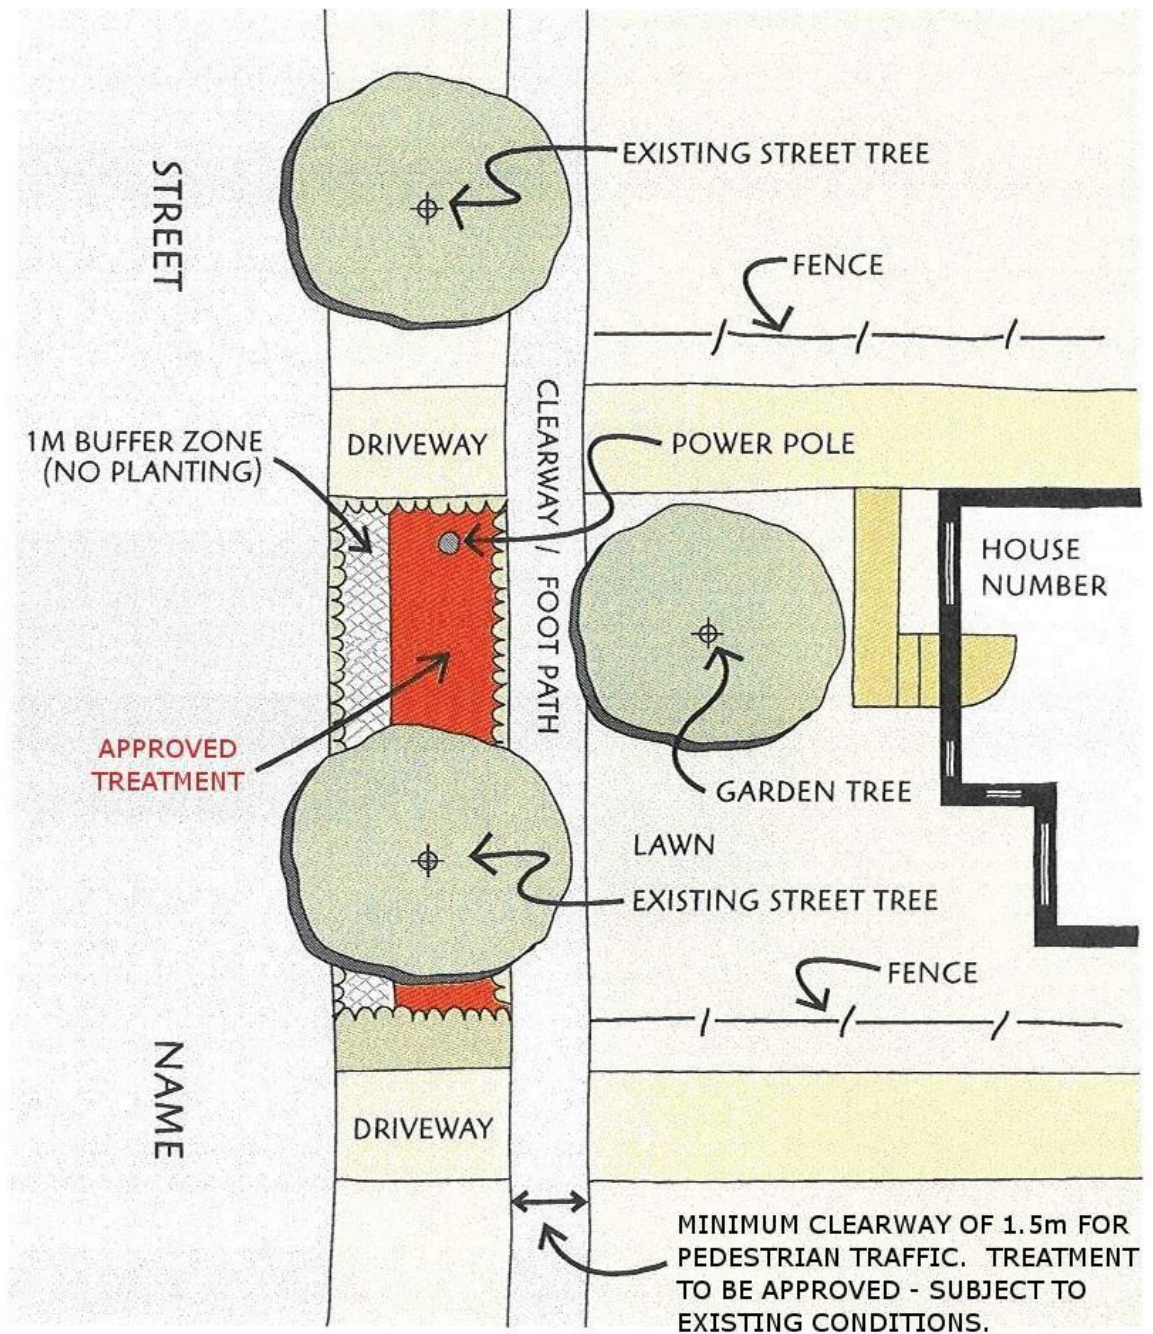 STREET
EXISTING STREET TREE
FENCE
CLEARWAY / FOOT PATH
1M BUFFER ZONE
(NO PLANTING)
DRIVEWAY
POWER POLE
HOUSE
NUMBER
APPROVED
TREATMENT
GARDEN TREE
LAWN
EXISTING STREET TREE
FENCE
NAME
DRIVEWAY
MINIMUM CLEARWAY OF 1.5m FOR
PEDESTRIAN TRAFFIC. TREATMENT
TO BE APPROVED - SUBJECT TO
EXISTING CONDITIONS.